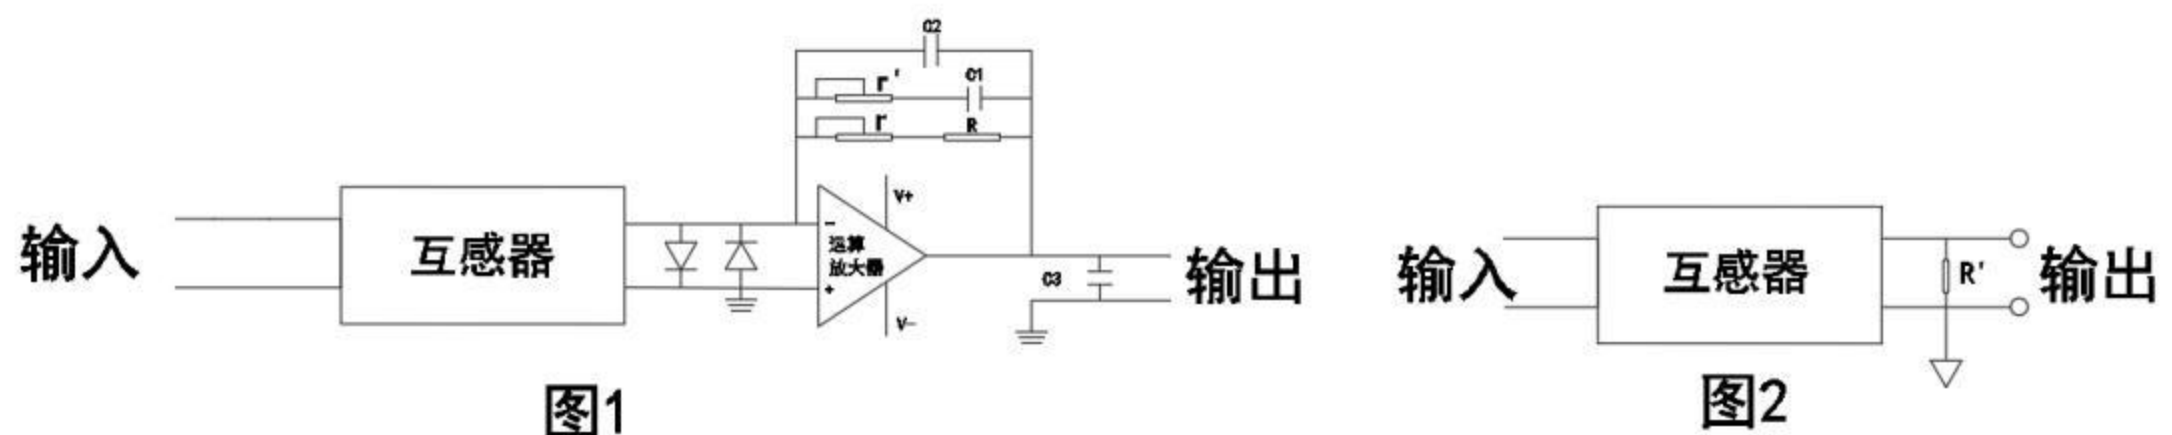 C2
r'
C1
r
R
V+
−
输入
互感器
运算
放大器
+
C3
输出
V−
图1
输入
互感器
R'
输出
图2